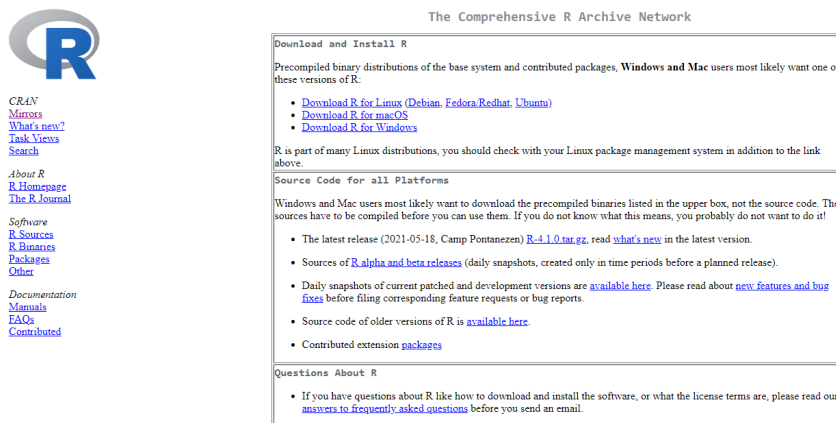 The Comprehensive R Archive Network
R
CRAN
Mirrors
What's new?
Task Views
Search
About R
R Homepage
The R Journal
Software
R Sources
R Binaries
Packages
Other
Documentation
Manuals
FAQs
Contributed
Download and Install R
Precompiled binary distributions of the base system and contributed packages, Windows and Mac users most likely want one o
these versions of R:
• Download R for Linux (Debian, Fedora/Redhat, Ubuntu)
• Download R for macOS
• Download R for Windows
R is part of many Linux distributions, you should check with your Linux package management system in addition to the link
above.
Source Code for all Platforms
Windows and Mac users most likely want to download the precompiled binaries listed in the upper box, not the source code. The
sources have to be compiled before you can use them. If you do not know what this means, you probably do not want to do it!
• The latest release (2021-05-18, Camp Pontanezen) R-4.1.0.tar.gz, read what's new in the latest version.
• Sources of R alpha and beta releases (daily snapshots, created only in time periods before a planned release).
• Daily snapshots of current patched and development versions are available here. Please read about new features and bug
fixes before filing corresponding feature requests or bug reports.
• Source code of older versions of R is available here.
• Contributed extension packages
Questions About R
• If you have questions about R like how to download and install the software, or what the license terms are, please read our
answers to frequently asked questions before you send an email.